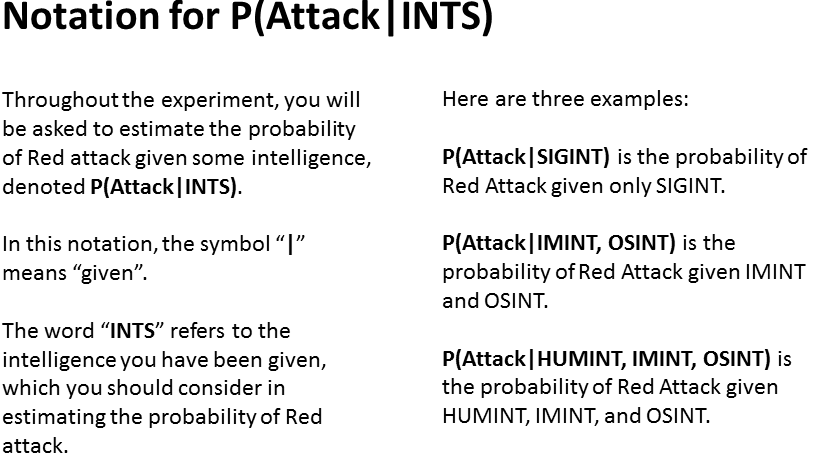 Notation for P(Attack|INTS)
Throughout the experiment, you will
be asked to estimate the probability
of Red attack given some intelligence,
denoted P(Attack|INTS).
In this notation, the symbol “|”
means “given”.
The word “INTS” refers to the
intelligence you have been given,
which you should consider in
estimating the probability of Red
attack.
Here are three examples:
P(Attack|SIGINT) is the probability of
Red Attack given only SIGINT.
P(Attack|IMINT, OSINT) is the
probability of Red Attack given IMINT
and OSINT.
P(Attack|HUMINT, IMINT, OSINT) is
the probability of Red Attack given
HUMINT, IMINT, and OSINT.